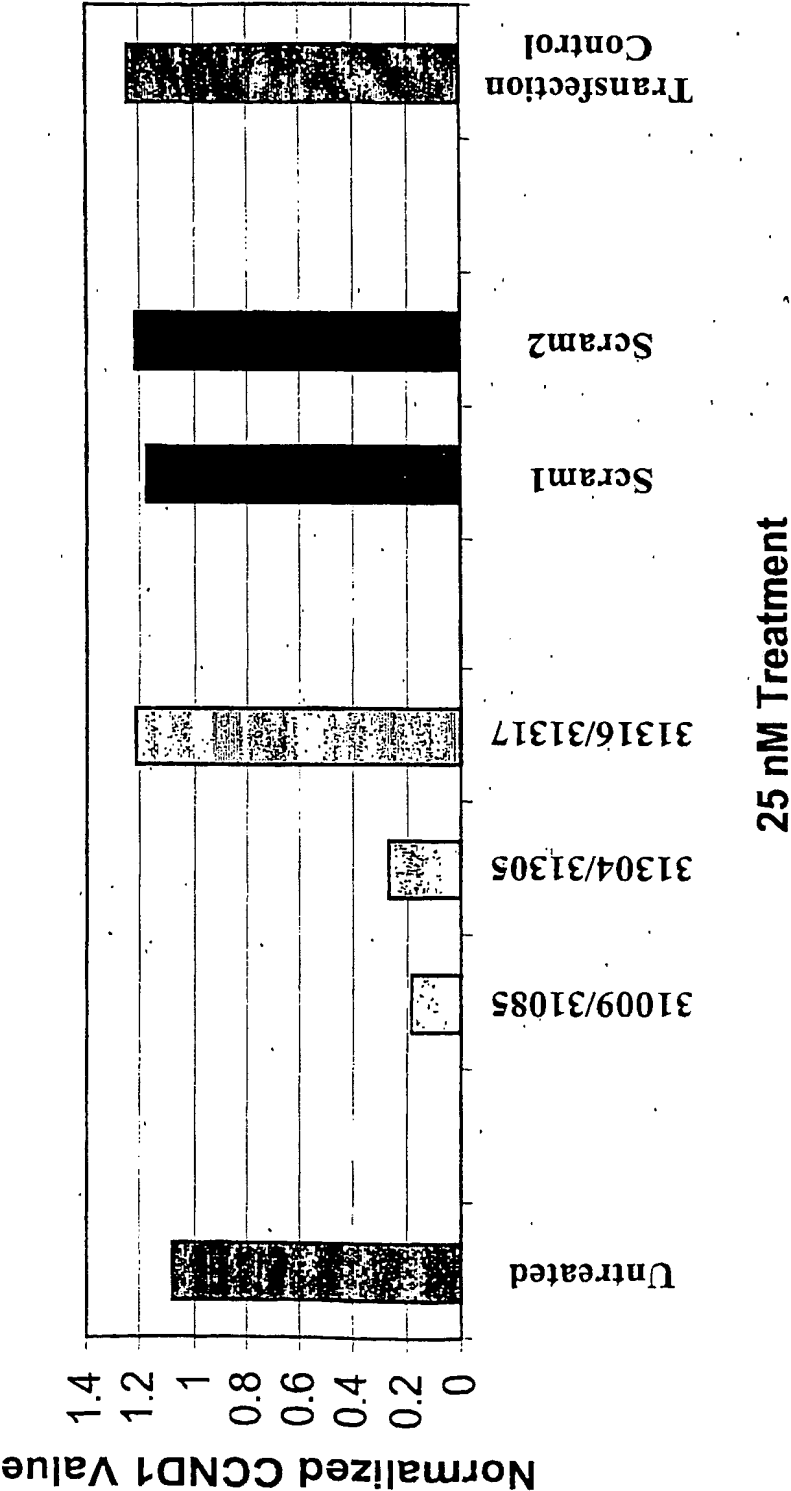 Normalized CCND1 Value
1.4
1.2
1
0.8
0.6
0.4
0.2
0
Untreated
31009/31085
31304/31305
31316/31317
Scram1
Scram2
Transfection
Control
25 nM Treatment